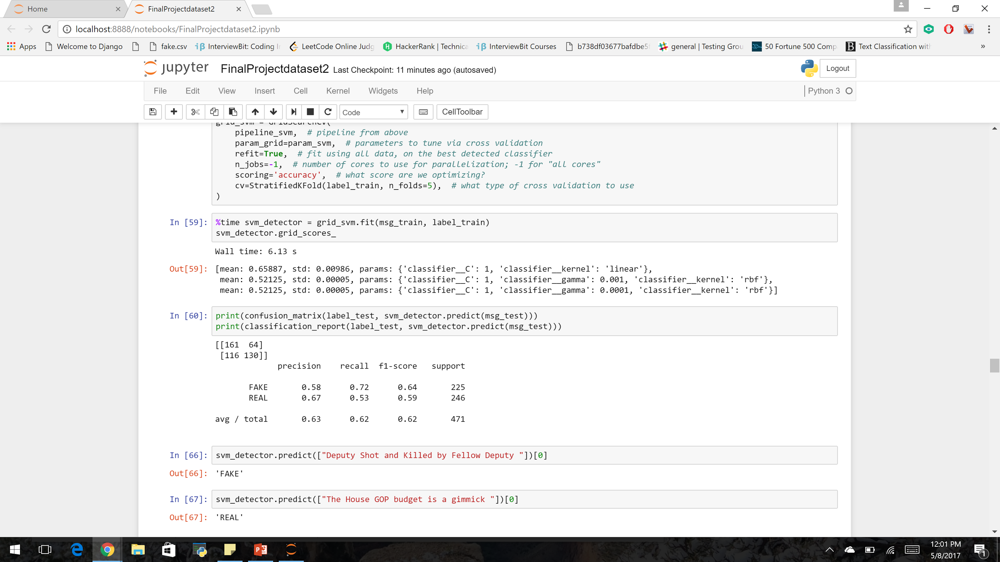 Home
FinalProjectdataset2
localhost:8888/notebooks/FinalProjectdataset2.ipynb
Apps Welcome to Django fake.csv InterviewBit: Coding LeetCode Online Judg HackerRank | Technica InterviewBit Courses b738df03677bafdbe5 general | Testing Grou 50 Fortune 500 Comp Text Classification with »
jupyter FinalProjectdataset2 Last Checkpoint: 11 minutes ago (autosaved) Logout
File Edit View Insert Cell Kernel Widgets Help Python 3
Code CellToolbar
grid_svm = GridSearchCV(
pipeline_svm,  # pipeline from above
param_grid=param_svm,  # parameters to tune via cross validation
refit=True,  # fit using all data, on the best detected classifier
n_jobs=-1,  # number of cores to use for parallelization; -1 for "all cores"
scoring='accuracy',  # what score are we optimizing?
cv=StratifiedKFold(label_train, n_folds=5),  # what type of cross validation to use
)
In [59]: %time svm_detector = grid_svm.fit(msg_train, label_train)
svm_detector.grid_scores_
Wall time: 6.13 s
Out[59]: [mean: 0.65887, std: 0.00986, params: {'classifier__C': 1, 'classifier__kernel': 'linear'},
mean: 0.52125, std: 0.00005, params: {'classifier__C': 1, 'classifier__gamma': 0.001, 'classifier__kernel': 'rbf'},
mean: 0.52125, std: 0.00005, params: {'classifier__C': 1, 'classifier__gamma': 0.0001, 'classifier__kernel': 'rbf'}]
In [60]: print(confusion_matrix(label_test, svm_detector.predict(msg_test)))
print(classification_report(label_test, svm_detector.predict(msg_test)))
[[161  64]
[116 130]]
precision recall f1-score support
FAKE 0.58 0.72 0.64 225
REAL 0.67 0.53 0.59 246
avg / total 0.63 0.62 0.62 471
In [66]: svm_detector.predict(["Deputy Shot and Killed by Fellow Deputy "])[0]
Out[66]: 'FAKE'
In [67]: svm_detector.predict(["The House GOP budget is a gimmick "])[0]
Out[67]: 'REAL'
12:01 PM
5/8/2017
1